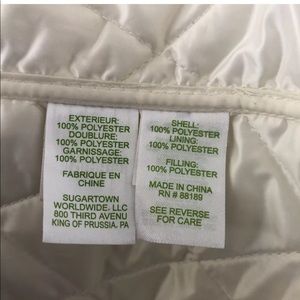 EXTERIEUR:
100% POLYESTER
DOUBLURE:
100% POLYESTER
GARNISSAGE:
100% POLYESTER
FABRIQUE EN
CHINE
SUGARTOWN
WORLDWIDE, LLC
800 THIRD AVENU
KING OF PRUSSIA, PA
SHELL:
100% POLYESTER
LINING:
100% POLYESTER
FILLING:
100% POLYESTER
MADE IN CHINA
RN # 88189
SEE REVERSE
FOR CARE